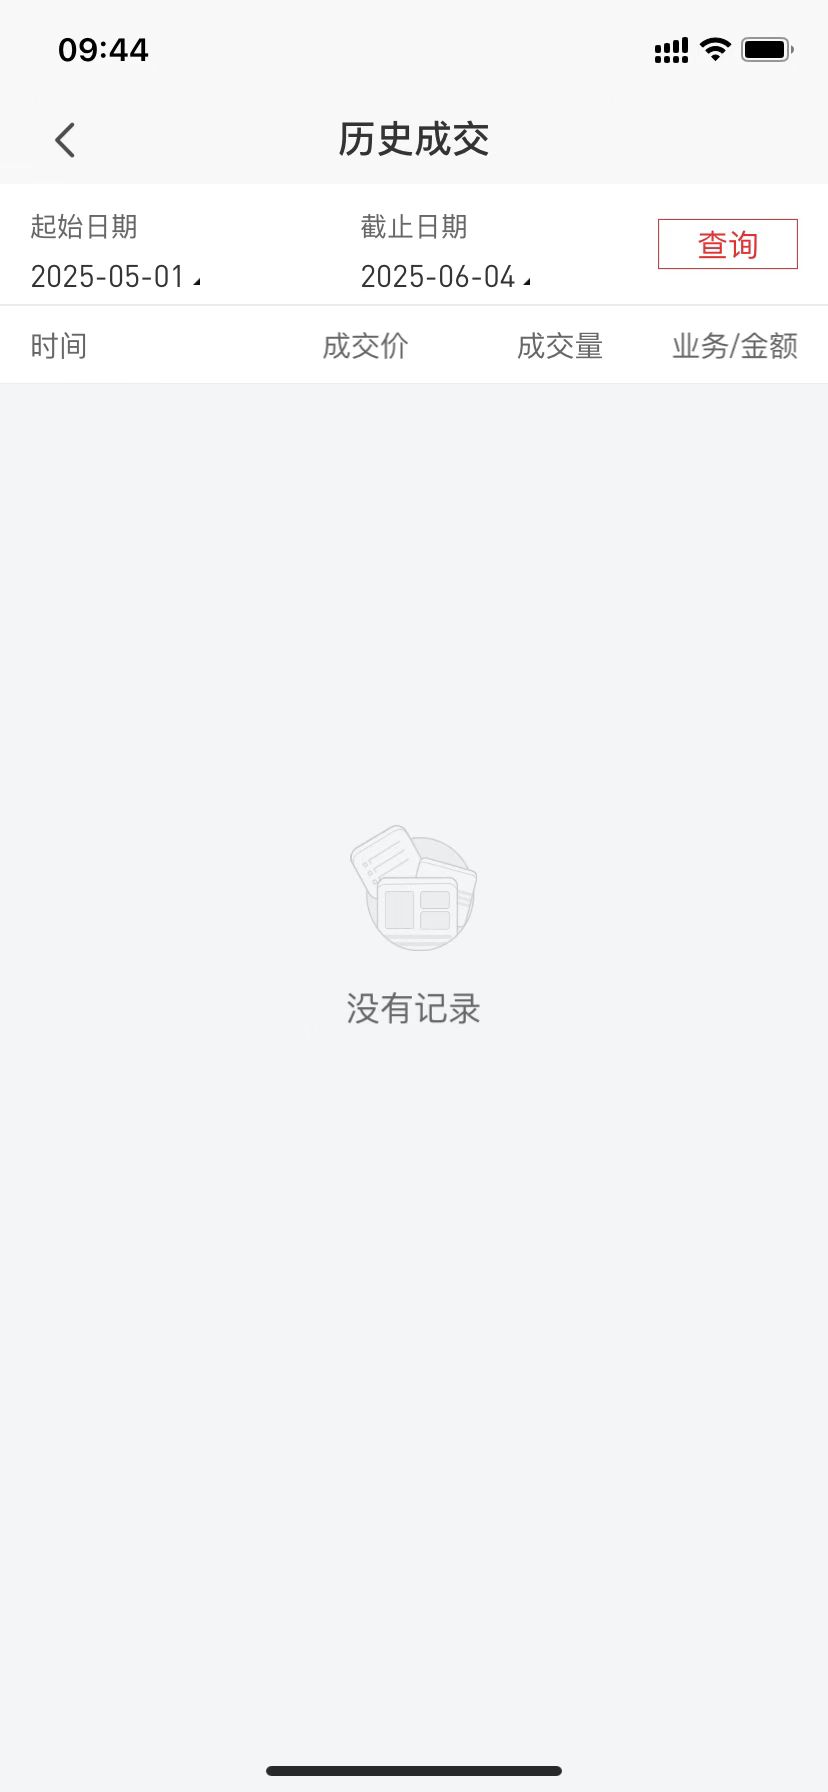 09:44
历史成交
起始日期 截止日期 查询
2025-05-01 2025-06-04
时间 成交价 成交量 业务/金额
没有记录